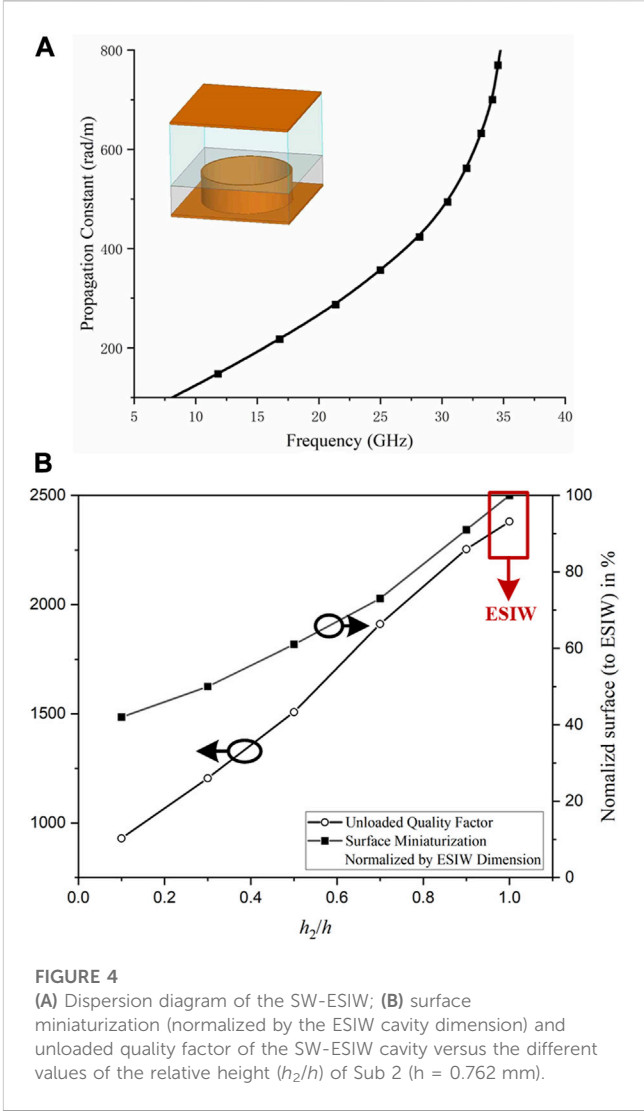 A
800
600
400
200
Propagation Constant (rad/m)
5 10 15 20 25 30 35 40
Frequency (GHz)
B
2500
2000
1500
1000
100
80
60
40
20
0
Nomalizd surface (to ESIW) in %
ESIW
Unloaded Quality Factor
Surface Miniaturization
Normalized by ESIW Dimension
0.0 0.2 0.4 0.6 0.8 1.0
h2/h
FIGURE 4
(A) Dispersion diagram of the SW-ESIW; (B) surface
miniaturization (normalized by the ESIW cavity dimension) and
unloaded quality factor of the SW-ESIW cavity versus the different
values of the relative height (h2/h) of Sub 2 (h = 0.762 mm).